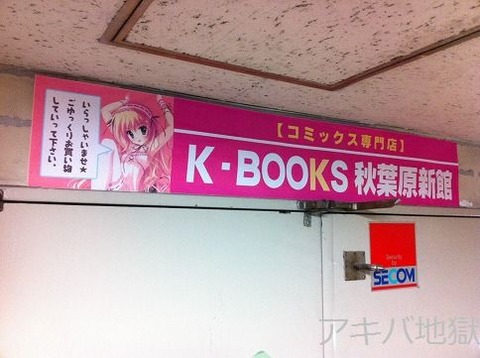 いらっしゃいませ★
ごゆっくりお買い物
していって下さい。
【コミックス専門店】
K-BOOKS 秋葉原新館
Security
by
SECOM
アキバ地獄